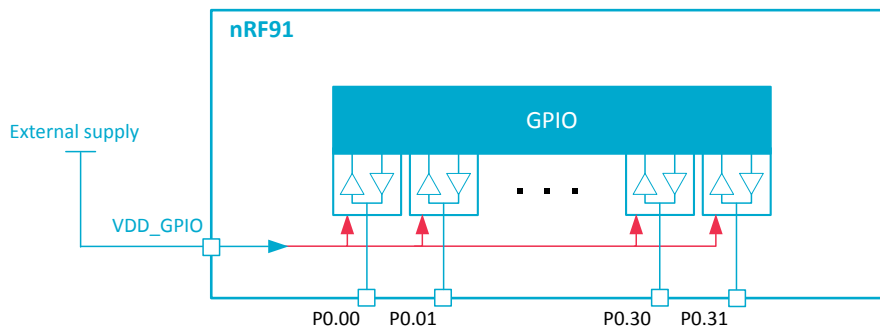 nRF91
GPIO
External supply
VDD_GPIO
P0.00
P0.01
P0.30
P0.31